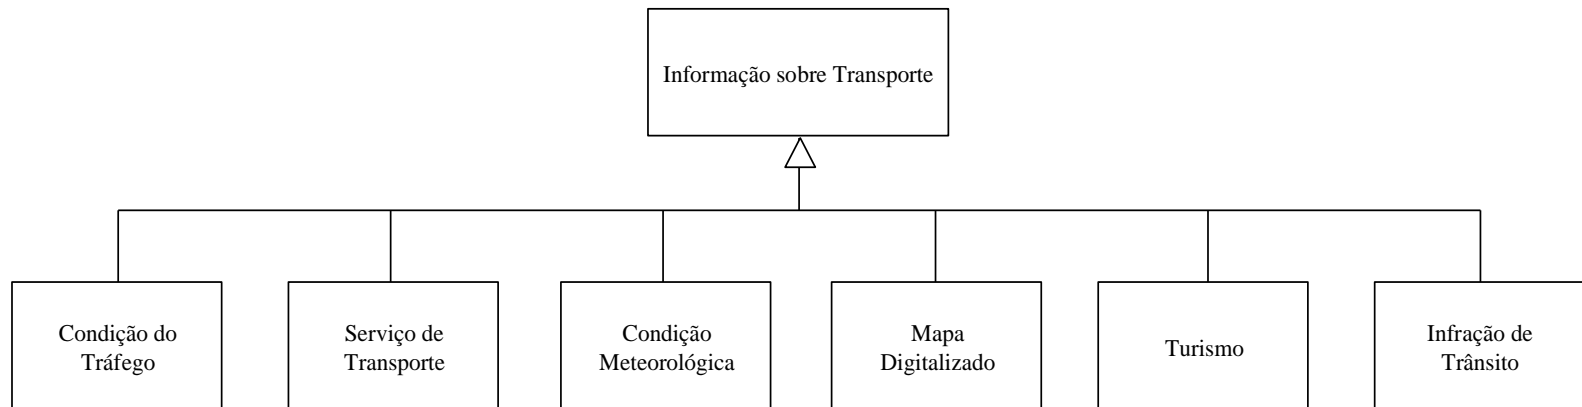 Informação sobre Transporte
Condição do
Tráfego
Serviço de
Transporte
Condição
Meteorológica
Mapa
Digitalizado
Turismo
Infração de
Trânsito